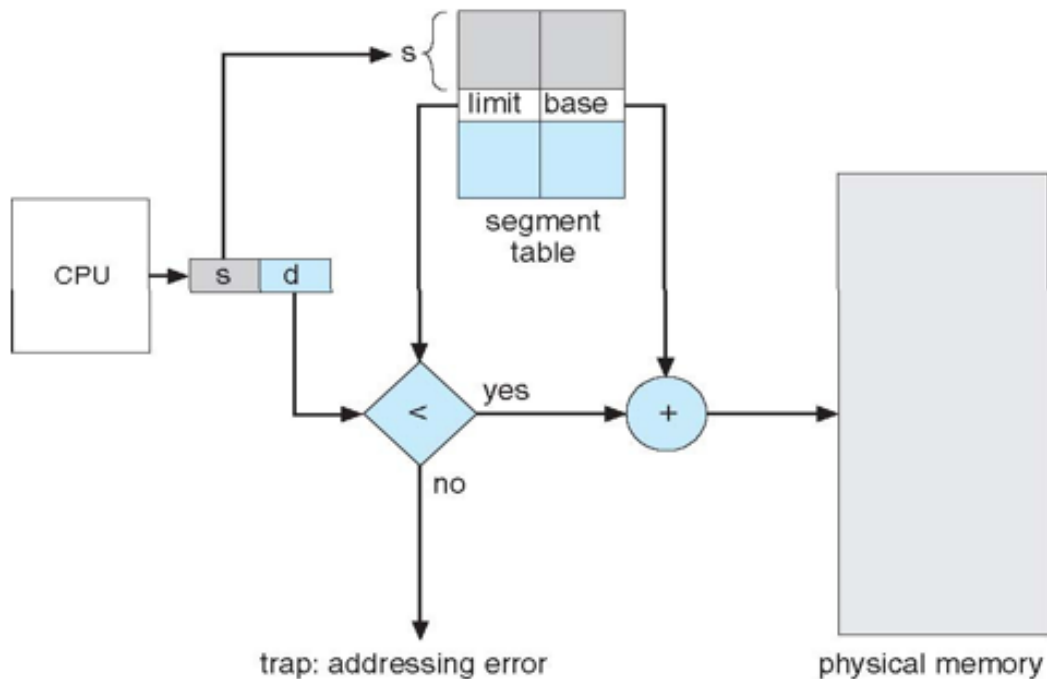 s
limit base
segment
table
CPU
s d
<
yes
+
no
trap: addressing error
physical memory